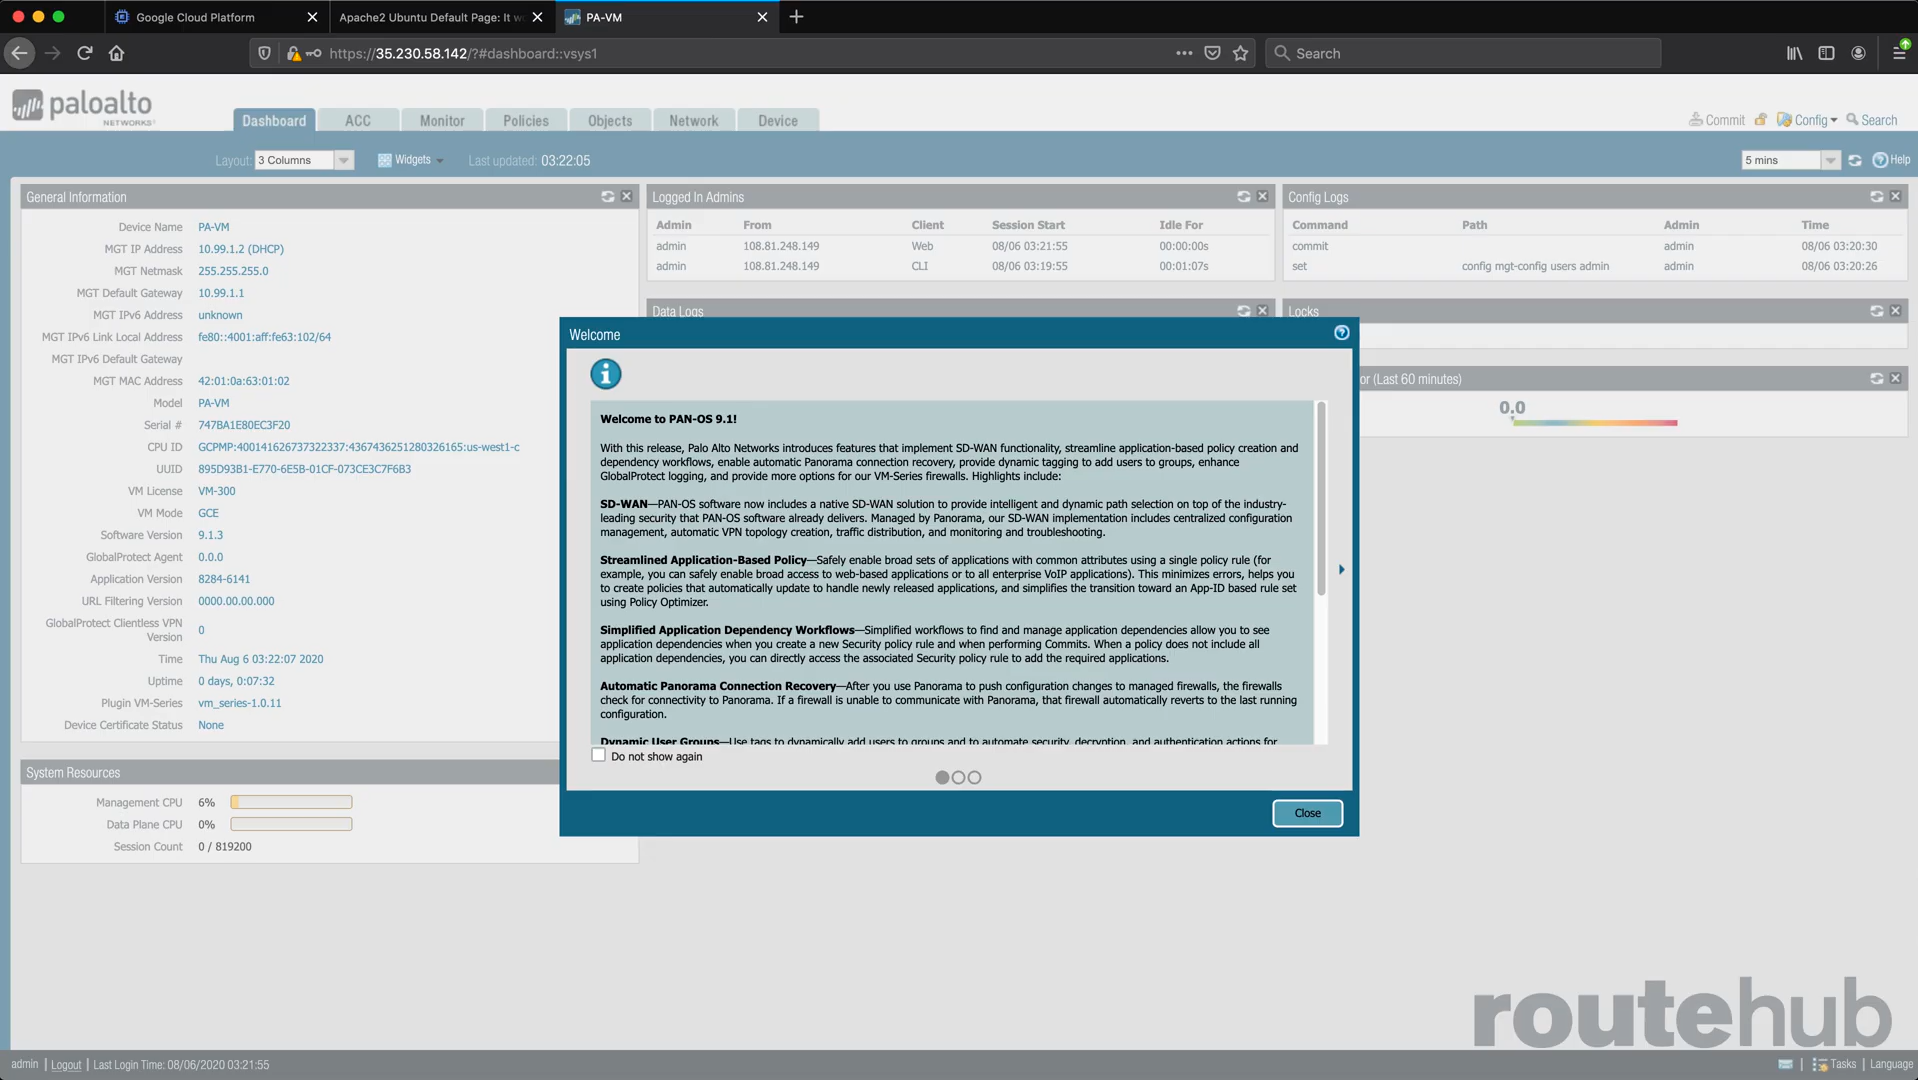 Google Cloud Platform
Apache2 Ubuntu Default Page: It w
PA-VM
https://35.230.58.142/?#dashboard::vsys1
Search
paloalto
NETWORKS
Dashboard
ACC
Monitor
Policies
Objects
Network
Device
Commit
Config
Search
Layout: 3 Columns
Widgets
Last updated: 03:22:05
5 mins
Help
General Information
Device Name PA-VM
MGT IP Address 10.99.1.2 (DHCP)
MGT Netmask 255.255.255.0
MGT Default Gateway 10.99.1.1
MGT IPv6 Address unknown
MGT IPv6 Link Local Address fe80::4001:aff:fe63:102/64
MGT IPv6 Default Gateway
MGT MAC Address 42:01:0a:63:01:02
Model PA-VM
Serial # 747BA1E80EC3F20
CPU ID GCPMP:400141626737322337:4367436251280326165:us-west1-c
UUID 895D93B1-E770-6E5B-01CF-073CE3C7F6B3
VM License VM-300
VM Mode GCE
Software Version 9.1.3
GlobalProtect Agent 0.0.0
Application Version 8284-6141
URL Filtering Version 0000.00.00.000
GlobalProtect Clientless VPN
Version 0
Time Thu Aug 6 03:22:07 2020
Uptime 0 days, 0:07:32
Plugin VM-Series vm_series-1.0.11
Device Certificate Status None
System Resources
Management CPU 6%
Data Plane CPU 0%
Session Count 0 / 819200
Logged In Admins
Admin From Client Session Start Idle For
admin 108.81.248.149 Web 08/06 03:21:55 00:00:00s
admin 108.81.248.149 CLI 08/06 03:19:55 00:01:07s
Data Logs
Config Logs
Command Path Admin Time
commit admin 08/06 03:20:30
set config mgt-config users admin admin 08/06 03:20:26
Locks
or (Last 60 minutes)
0.0
Welcome
Welcome to PAN-OS 9.1!
With this release, Palo Alto Networks introduces features that implement SD-WAN functionality, streamline application-based policy creation and
dependency workflows, enable automatic Panorama connection recovery, provide dynamic tagging to add users to groups, enhance
GlobalProtect logging, and provide more options for our VM-Series firewalls. Highlights include:
SD-WAN—PAN-OS software now includes a native SD-WAN solution to provide intelligent and dynamic path selection on top of the industry-
leading security that PAN-OS software already delivers. Managed by Panorama, our SD-WAN implementation includes centralized configuration
management, automatic VPN topology creation, traffic distribution, and monitoring and troubleshooting.
Streamlined Application-Based Policy—Safely enable broad sets of applications with common attributes using a single policy rule (for
example, you can safely enable broad access to web-based applications or to all enterprise VoIP applications). This minimizes errors, helps you
to create policies that automatically update to handle newly released applications, and simplifies the transition toward an App-ID based rule set
using Policy Optimizer.
Simplified Application Dependency Workflows—Simplified workflows to find and manage application dependencies allow you to see
application dependencies when you create a new Security policy rule and when performing Commits. When a policy does not include all
application dependencies, you can directly access the associated Security policy rule to add the required applications.
Automatic Panorama Connection Recovery—After you use Panorama to push configuration changes to managed firewalls, the firewalls
check for connectivity to Panorama. If a firewall is unable to communicate with Panorama, that firewall automatically reverts to the last running
configuration.
Dynamic User Groups—Use tags to dynamically add users to groups and to automate security, decryption, and authentication actions for
Do not show again
Close
routehub
admin | Logout | Last Login Time: 08/06/2020 03:21:55
Tasks | Language